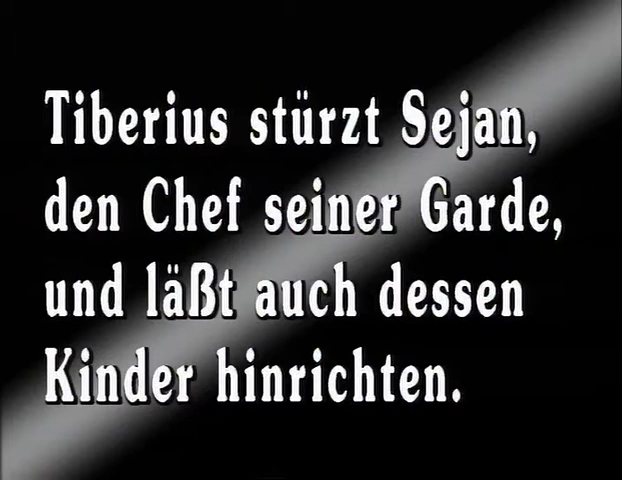 Tiberius stürzt Sejan,
den Chef seiner Garde,
und läßt auch dessen
Kinder hinrichten.